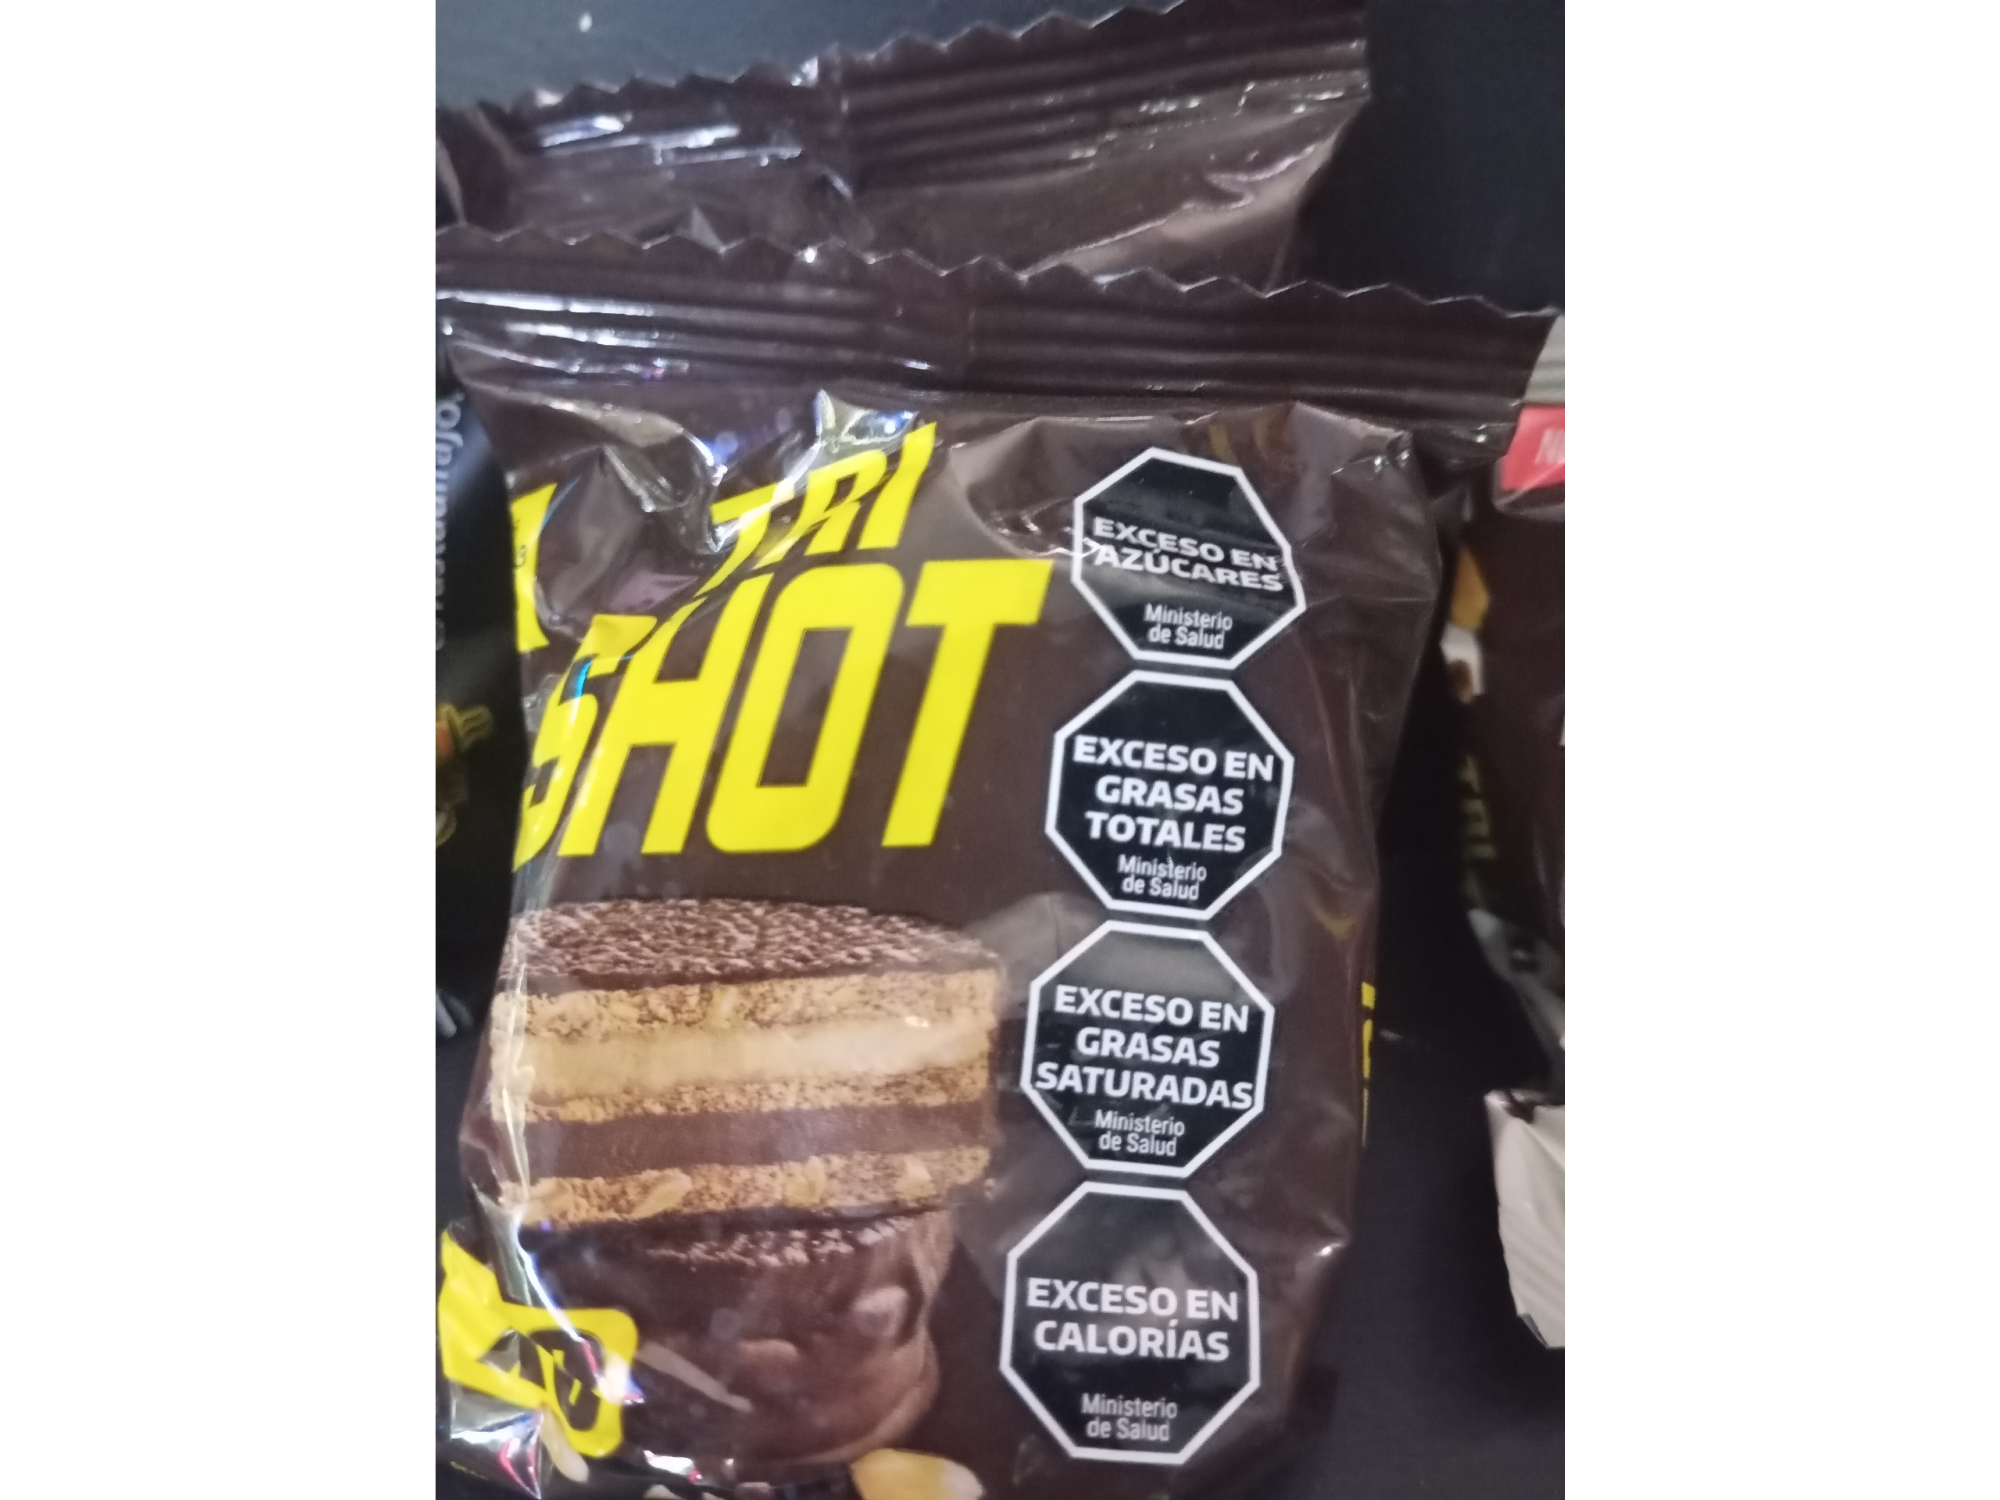 TRI
SHOT
EXCESO EN
AZÚCARES
Ministerio
de Salud
EXCESO EN
GRASAS
TOTALES
Ministerio
de Salud
EXCESO EN
GRASAS
SATURADAS
Ministerio
de Salud
EXCESO EN
CALORÍAS
Ministerio
de Salud